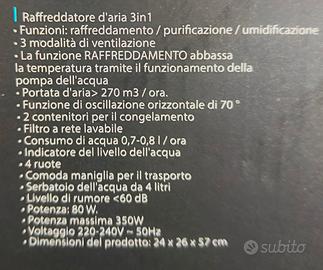 Raffreddatore d'aria 3in1
• Funzioni: raffreddamento / purificazione / umidificazione
• 3 modalità di ventilazione
• La funzione RAFFREDDAMENTO abbassa
la temperatura tramite il funzionamento della
pompa dell'acqua
• Portata d'aria> 270 m3 / ora.
• Funzione di oscillazione orizzontale di 70 °
• 2 contenitori per il congelamento
• Filtro a rete lavabile
• Consumo di acqua 0,7-0,8 l / ora
• Indicatore del livello dell'acqua
• 4 ruote
• Comoda maniglia per il trasporto
• Serbatoio dell'acqua da 4 litri
• Livello di rumore <60 dB
• Potenza: 80 W.
• Potenza massima 350W
• Voltaggio 220-240V ~ 50Hz
• Dimensioni del prodotto: 24 x 26 x 57 cm
subito